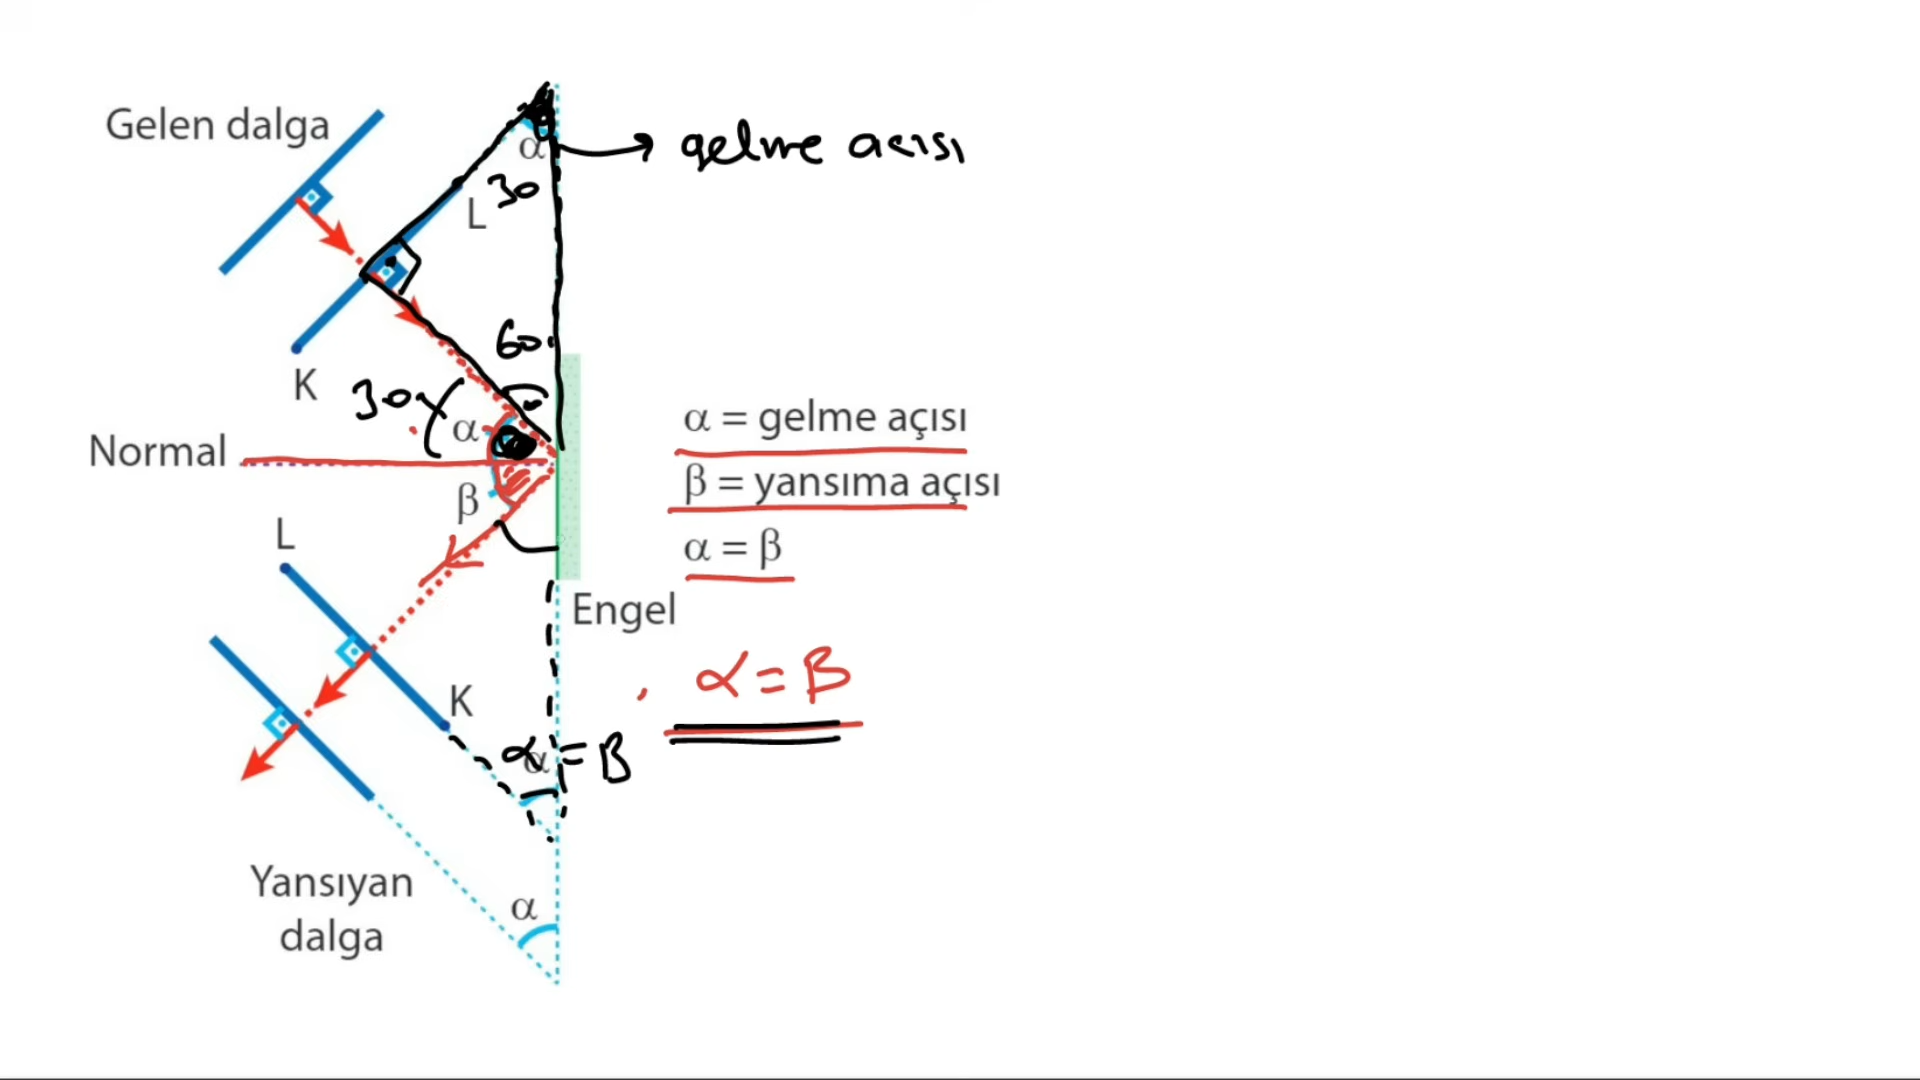 Gelen dalga
α → gelme açısı
30
L
60
K
30
α
Normal
β
α = gelme açısı
β = yansıma açısı
α = β
L
Engel
α = β
K
α = β
α
Yansıyan
dalga
α